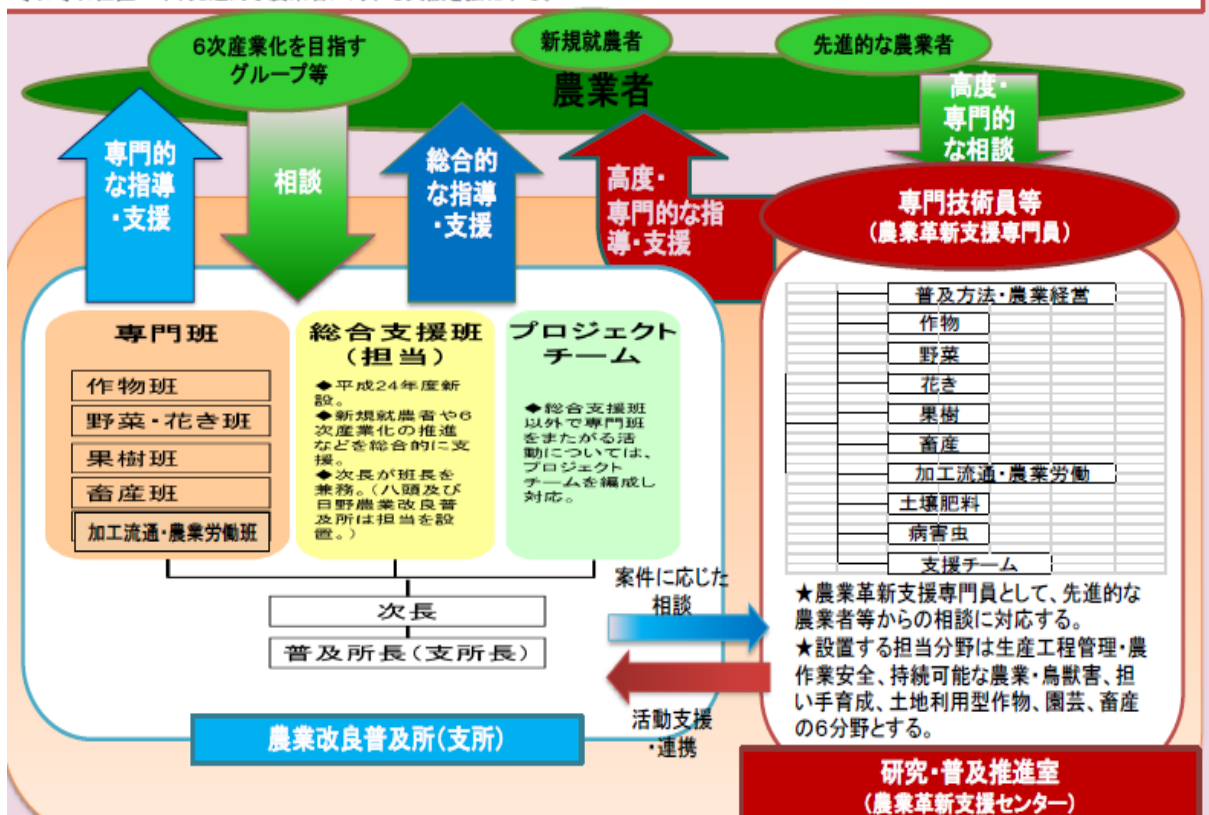 6次産業化を目指す
グループ等
新規就農者
先進的な農業者
農業者
専門的
な指導
・支援
相談
総合的
な指導
・支援
高度・
専門的な指
導・支援
高度・
専門的
な相談
専門技術員等
(農業革新支援専門員)
専門班
作物班
野菜・花き班
果樹班
畜産班
加工流通・農業労働班
総合支援班
(担当)
◆平成24年度新
設。
◆新規就農者や6
次産業化の推進
などを総合的に支
援。
◆次長が班長を
兼務。(八頭及び
日野農業改良普
及所は担当を設
置。)
プロジェクト
チーム
◆総合支援班
以外で専門班
をまたがる活
動については、
プロジェクト
チームを編成し
対応。
次長
普及所長(支所長)
農業改良普及所(支所)
案件に応じた
相談
活動支援
・連携
普及方法・農業経営
作物
野菜
花き
果樹
畜産
加工流通・農業労働
土壌肥料
病害虫
支援チーム
★農業革新支援専門員として、先進的な
農業者等からの相談に対応する。
★設置する担当分野は生産工程管理・農
作業安全、持続可能な農業・鳥獣害、担
い手育成、土地利用型作物、園芸、畜産
の6分野とする。
研究・普及推進室
(農業革新支援センター)